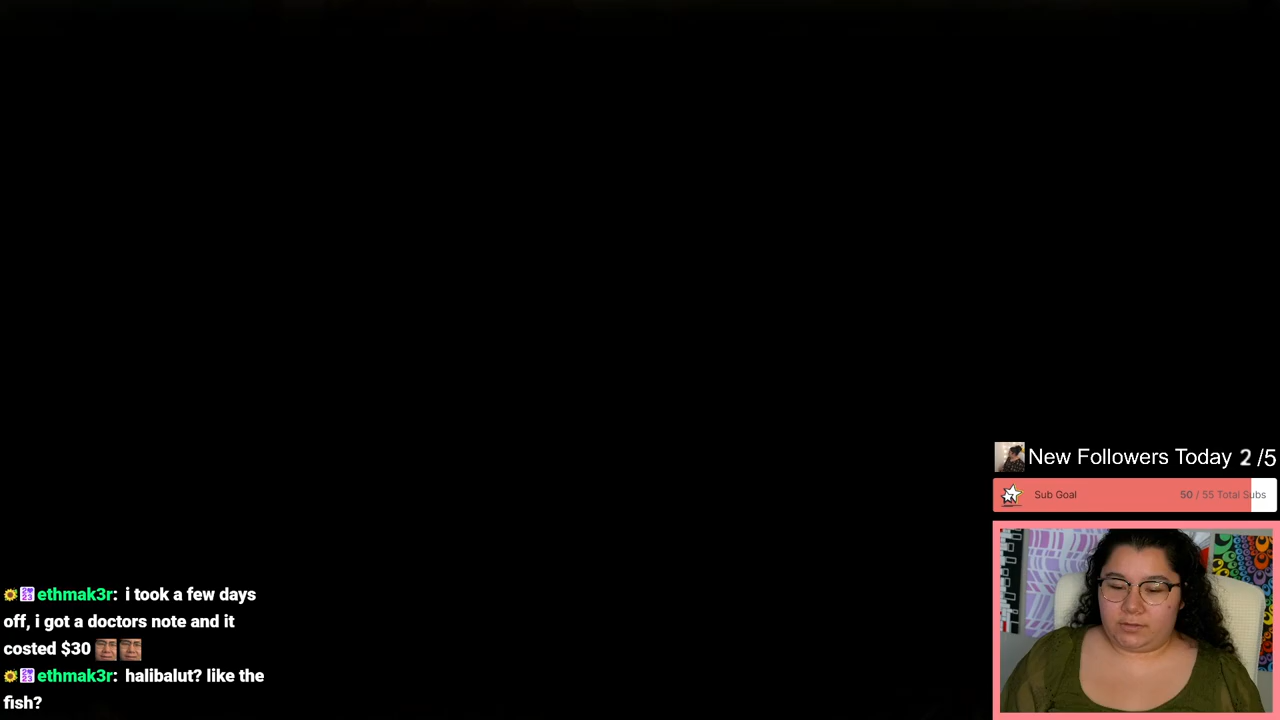 New Followers Today 2 /5
Sub Goal 50 / 55 Total Subs
ethmak3r: i took a few days
off, i got a doctors note and it
costed $30
ethmak3r: halibalut? like the
fish?